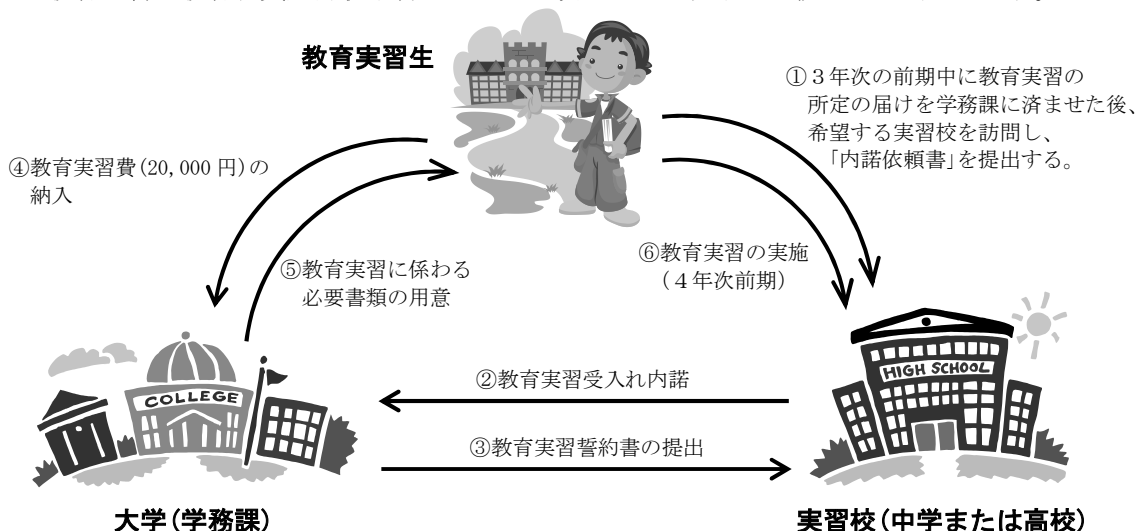 教育実習生
①３年次の前期中に教育実習の
所定の届けを学務課に済ませた後、
希望する実習校を訪問し、
「内諾依頼書」を提出する。
④教育実習費(20,000 円)の
納入
⑤教育実習に係わる
必要書類の用意
⑥教育実習の実施
(４年次前期)
②教育実習受入れ内諾
③教育実習誓約書の提出
COLLEGE
HIGH SCHOOL
大学(学務課)
実習校(中学または高校)